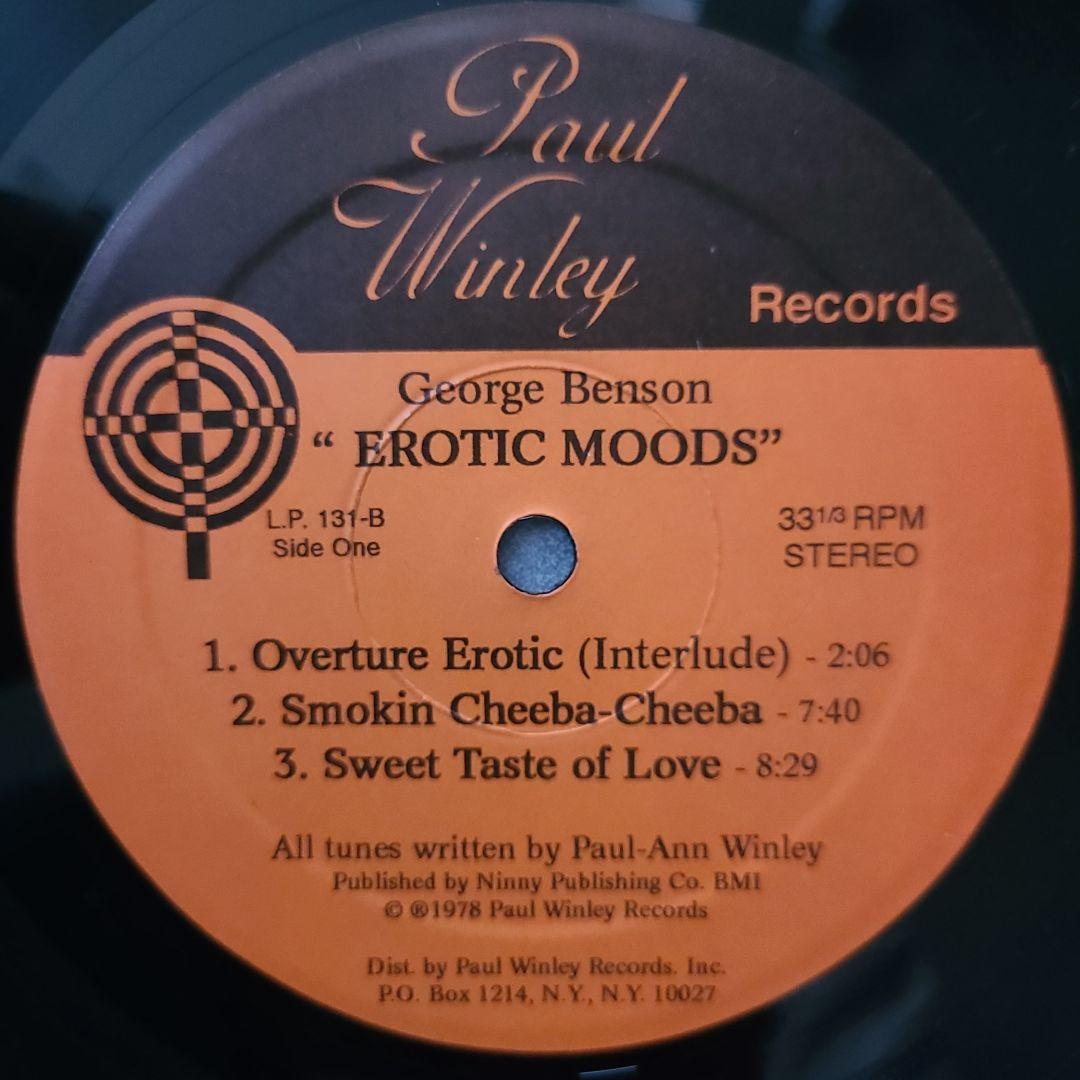 Paul
Winley
Records
George Benson
“ EROTIC MOODS”
L.P. 131-B
Side One
33 1/3 RPM
STEREO
1. Overture Erotic (Interlude) - 2:06
2. Smokin Cheeba-Cheeba - 7:40
3. Sweet Taste of Love - 8:29
All tunes written by Paul-Ann Winley
Published by Ninny Publishing Co. BMI
© ®1978 Paul Winley Records
Dist. by Paul Winley Records. Inc.
P.O. Box 1214, N.Y., N.Y. 10027